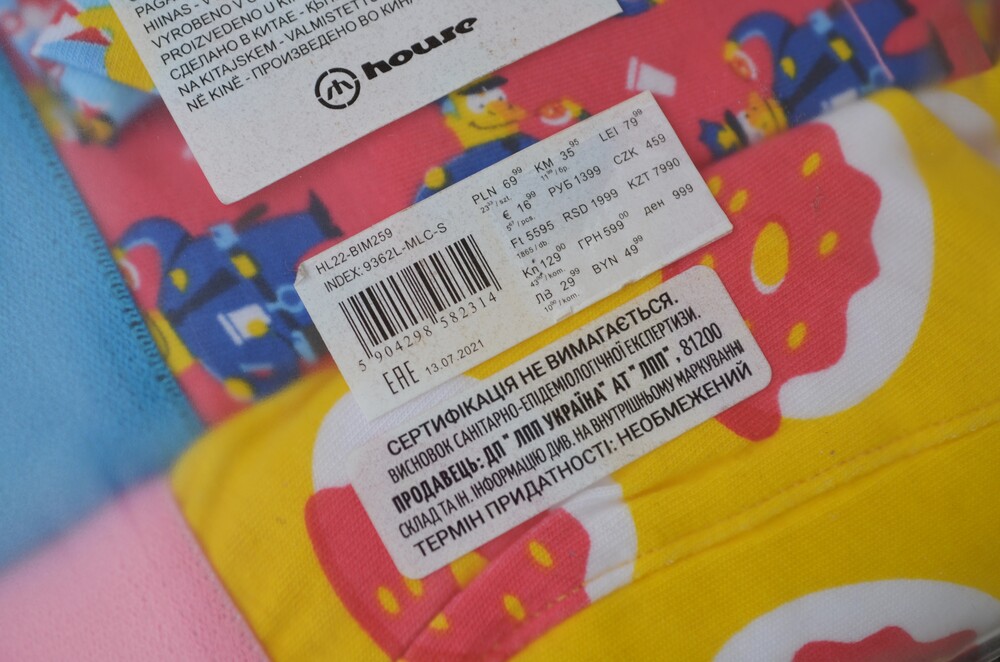 HIINAS - V
VYROBENO V
PROIZVEDENO U KI
СДЕЛАНО В КИТАЕ - КЫТ
NA KITAJSKEM - VALMISTETTU
NË KINË - ПРОИЗВЕДЕНО ВО КИНА
house
HL22-BIM259
INDEX: 9362L-MLC-S
5 904298 582314
EAC 13.07.2021
PLN 69,99 KM 35,95 LEI 79,99
€ 16,99 РУБ 1399 CZK 459
Ft 5595 RSD 1999 KZT 7990
Kn 129,00 ГРН 599,00 ден 999
ЛВ 29,99 BYN 49,99
СЕРТИФІКАЦІЯ НЕ ВИМАГАЄТЬСЯ.
ВИСНОВОК САНІТАРНО-ЕПІДЕМІОЛОГІЧНОЇ ЕКСПЕРТИЗИ.
ПРОДАВЕЦЬ: ДП" ЛПП УКРАЇНА" АТ" ЛПП" , 81200
СКЛАД ТА ІН. ІНФОРМАЦІЮ ДИВ. НА ВНУТРІШНЬОМУ МАРКУВАННІ
ТЕРМІН ПРИДАТНОСТІ: НЕОБМЕЖЕНИЙ